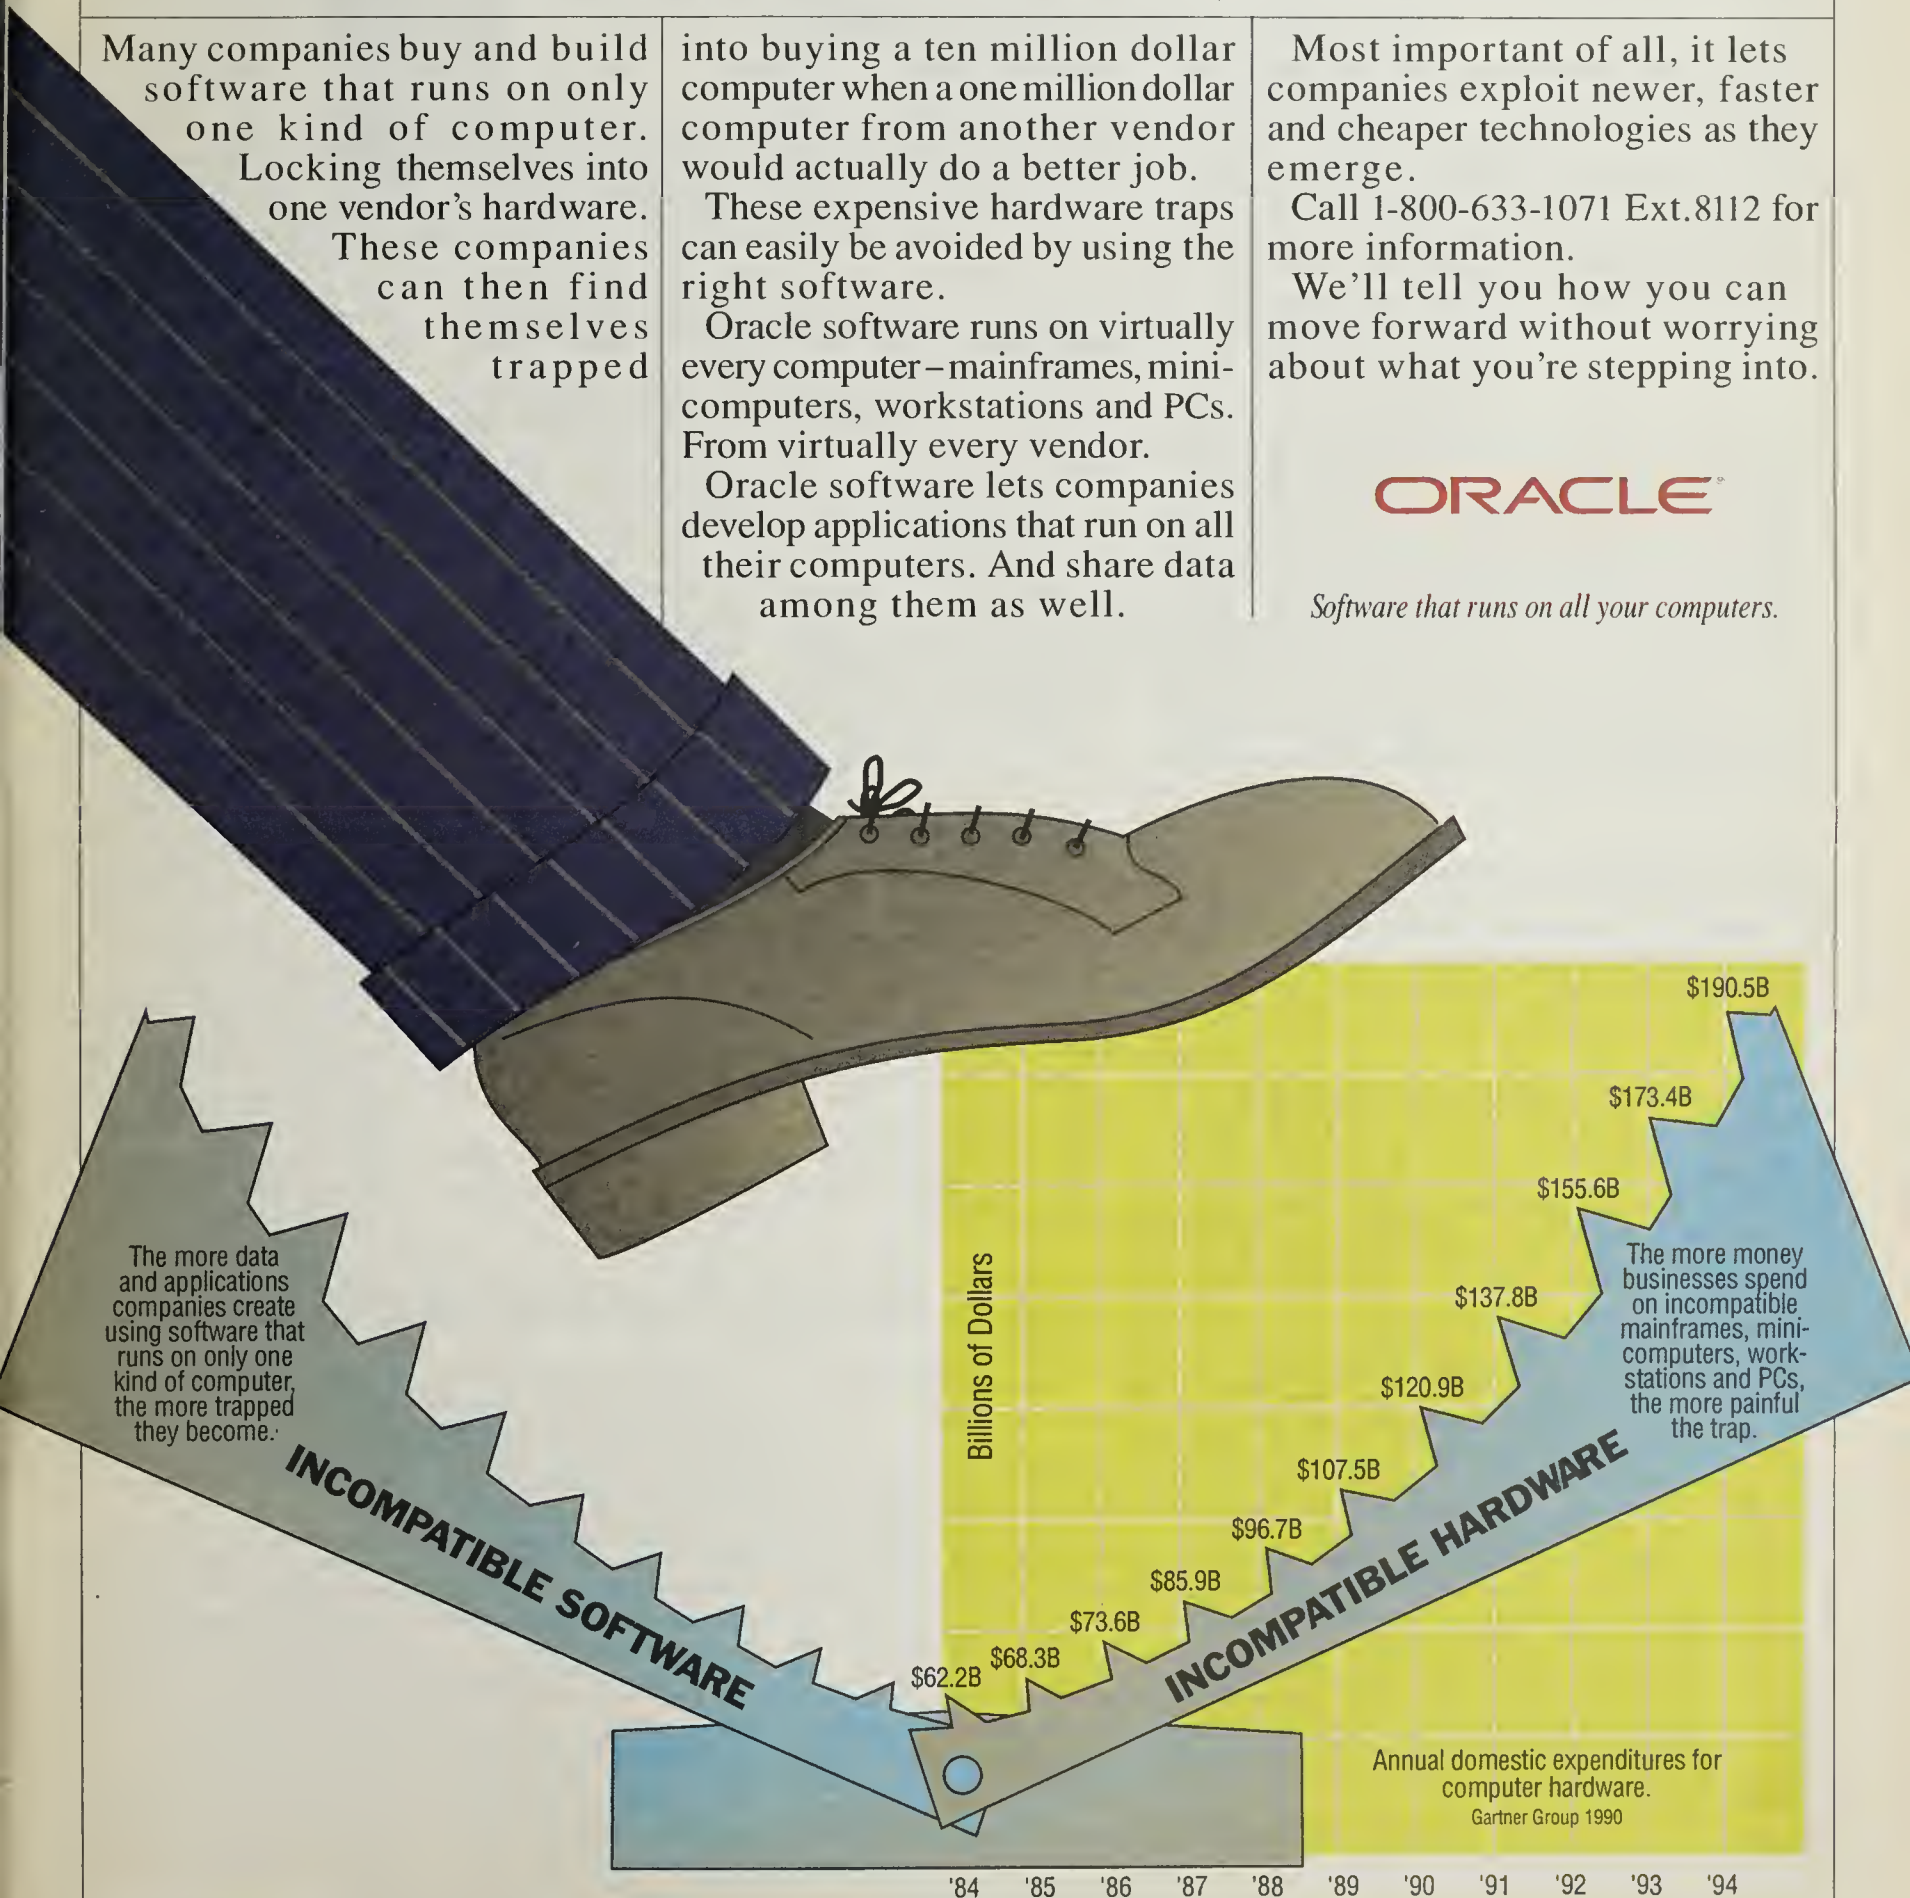 Many companies buy and build
software that runs on only
one kind of computer.
Locking themselves into
one vendor's hardware.
These companies
can then find
themselves
trapped
into buying a ten million dollar
computer when a one million dollar
computer from another vendor
would actually do a better job.
These expensive hardware traps
can easily be avoided by using the
right software.
Oracle software runs on virtually
every computer–mainframes, mini-
computers, workstations and PCs.
From virtually every vendor.
Oracle software lets companies
develop applications that run on all
their computers. And share data
among them as well.
Most important of all, it lets
companies exploit newer, faster
and cheaper technologies as they
emerge.
Call 1-800-633-1071 Ext.8112 for
more information.
We'll tell you how you can
move forward without worrying
about what you're stepping into.
ORACLE®
Software that runs on all your computers.
The more data
and applications
companies create
using software that
runs on only one
kind of computer,
the more trapped
they become.
INCOMPATIBLE SOFTWARE
Billions of Dollars
$62.2B
$68.3B
$73.6B
$85.9B
$96.7B
$107.5B
$120.9B
$137.8B
$155.6B
$173.4B
$190.5B
The more money
businesses spend
on incompatible
mainframes, mini-
computers, work-
stations and PCs,
the more painful
the trap.
INCOMPATIBLE HARDWARE
Annual domestic expenditures for
computer hardware.
Gartner Group 1990
'84 '85 '86 '87 '88 '89 '90 '91 '92 '93 '94